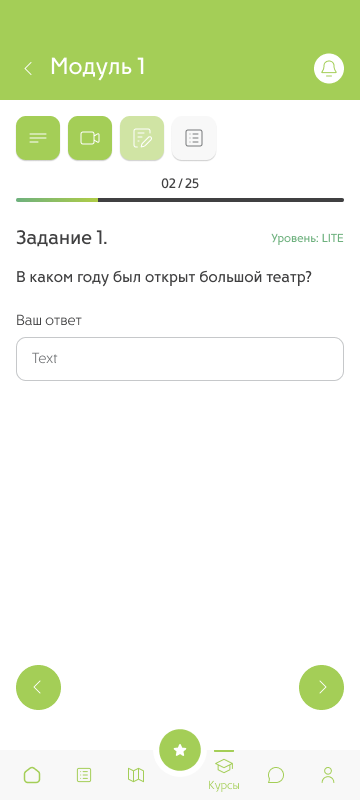 Модуль 1
02 / 25
Задание 1.
Уровень: LITE
В каком году был открыт большой театр?
Ваш ответ
Text
Курсы